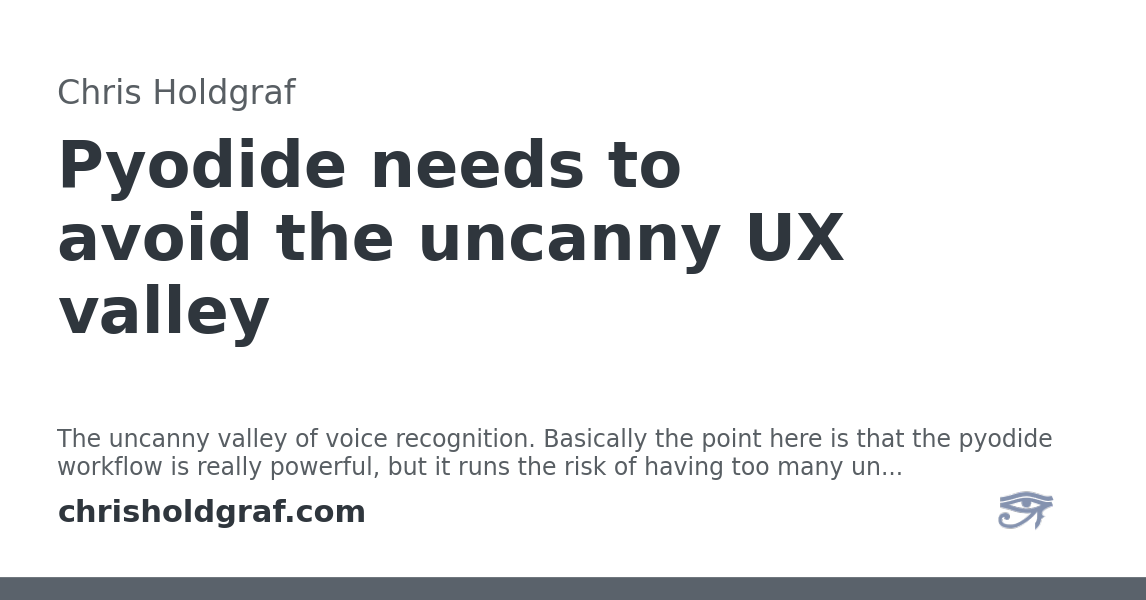 Chris Holdgraf
Pyodide needs to
avoid the uncanny UX
valley
The uncanny valley of voice recognition. Basically the point here is that the pyodide
workflow is really powerful, but it runs the risk of having too many un...
chrisholdgraf.com